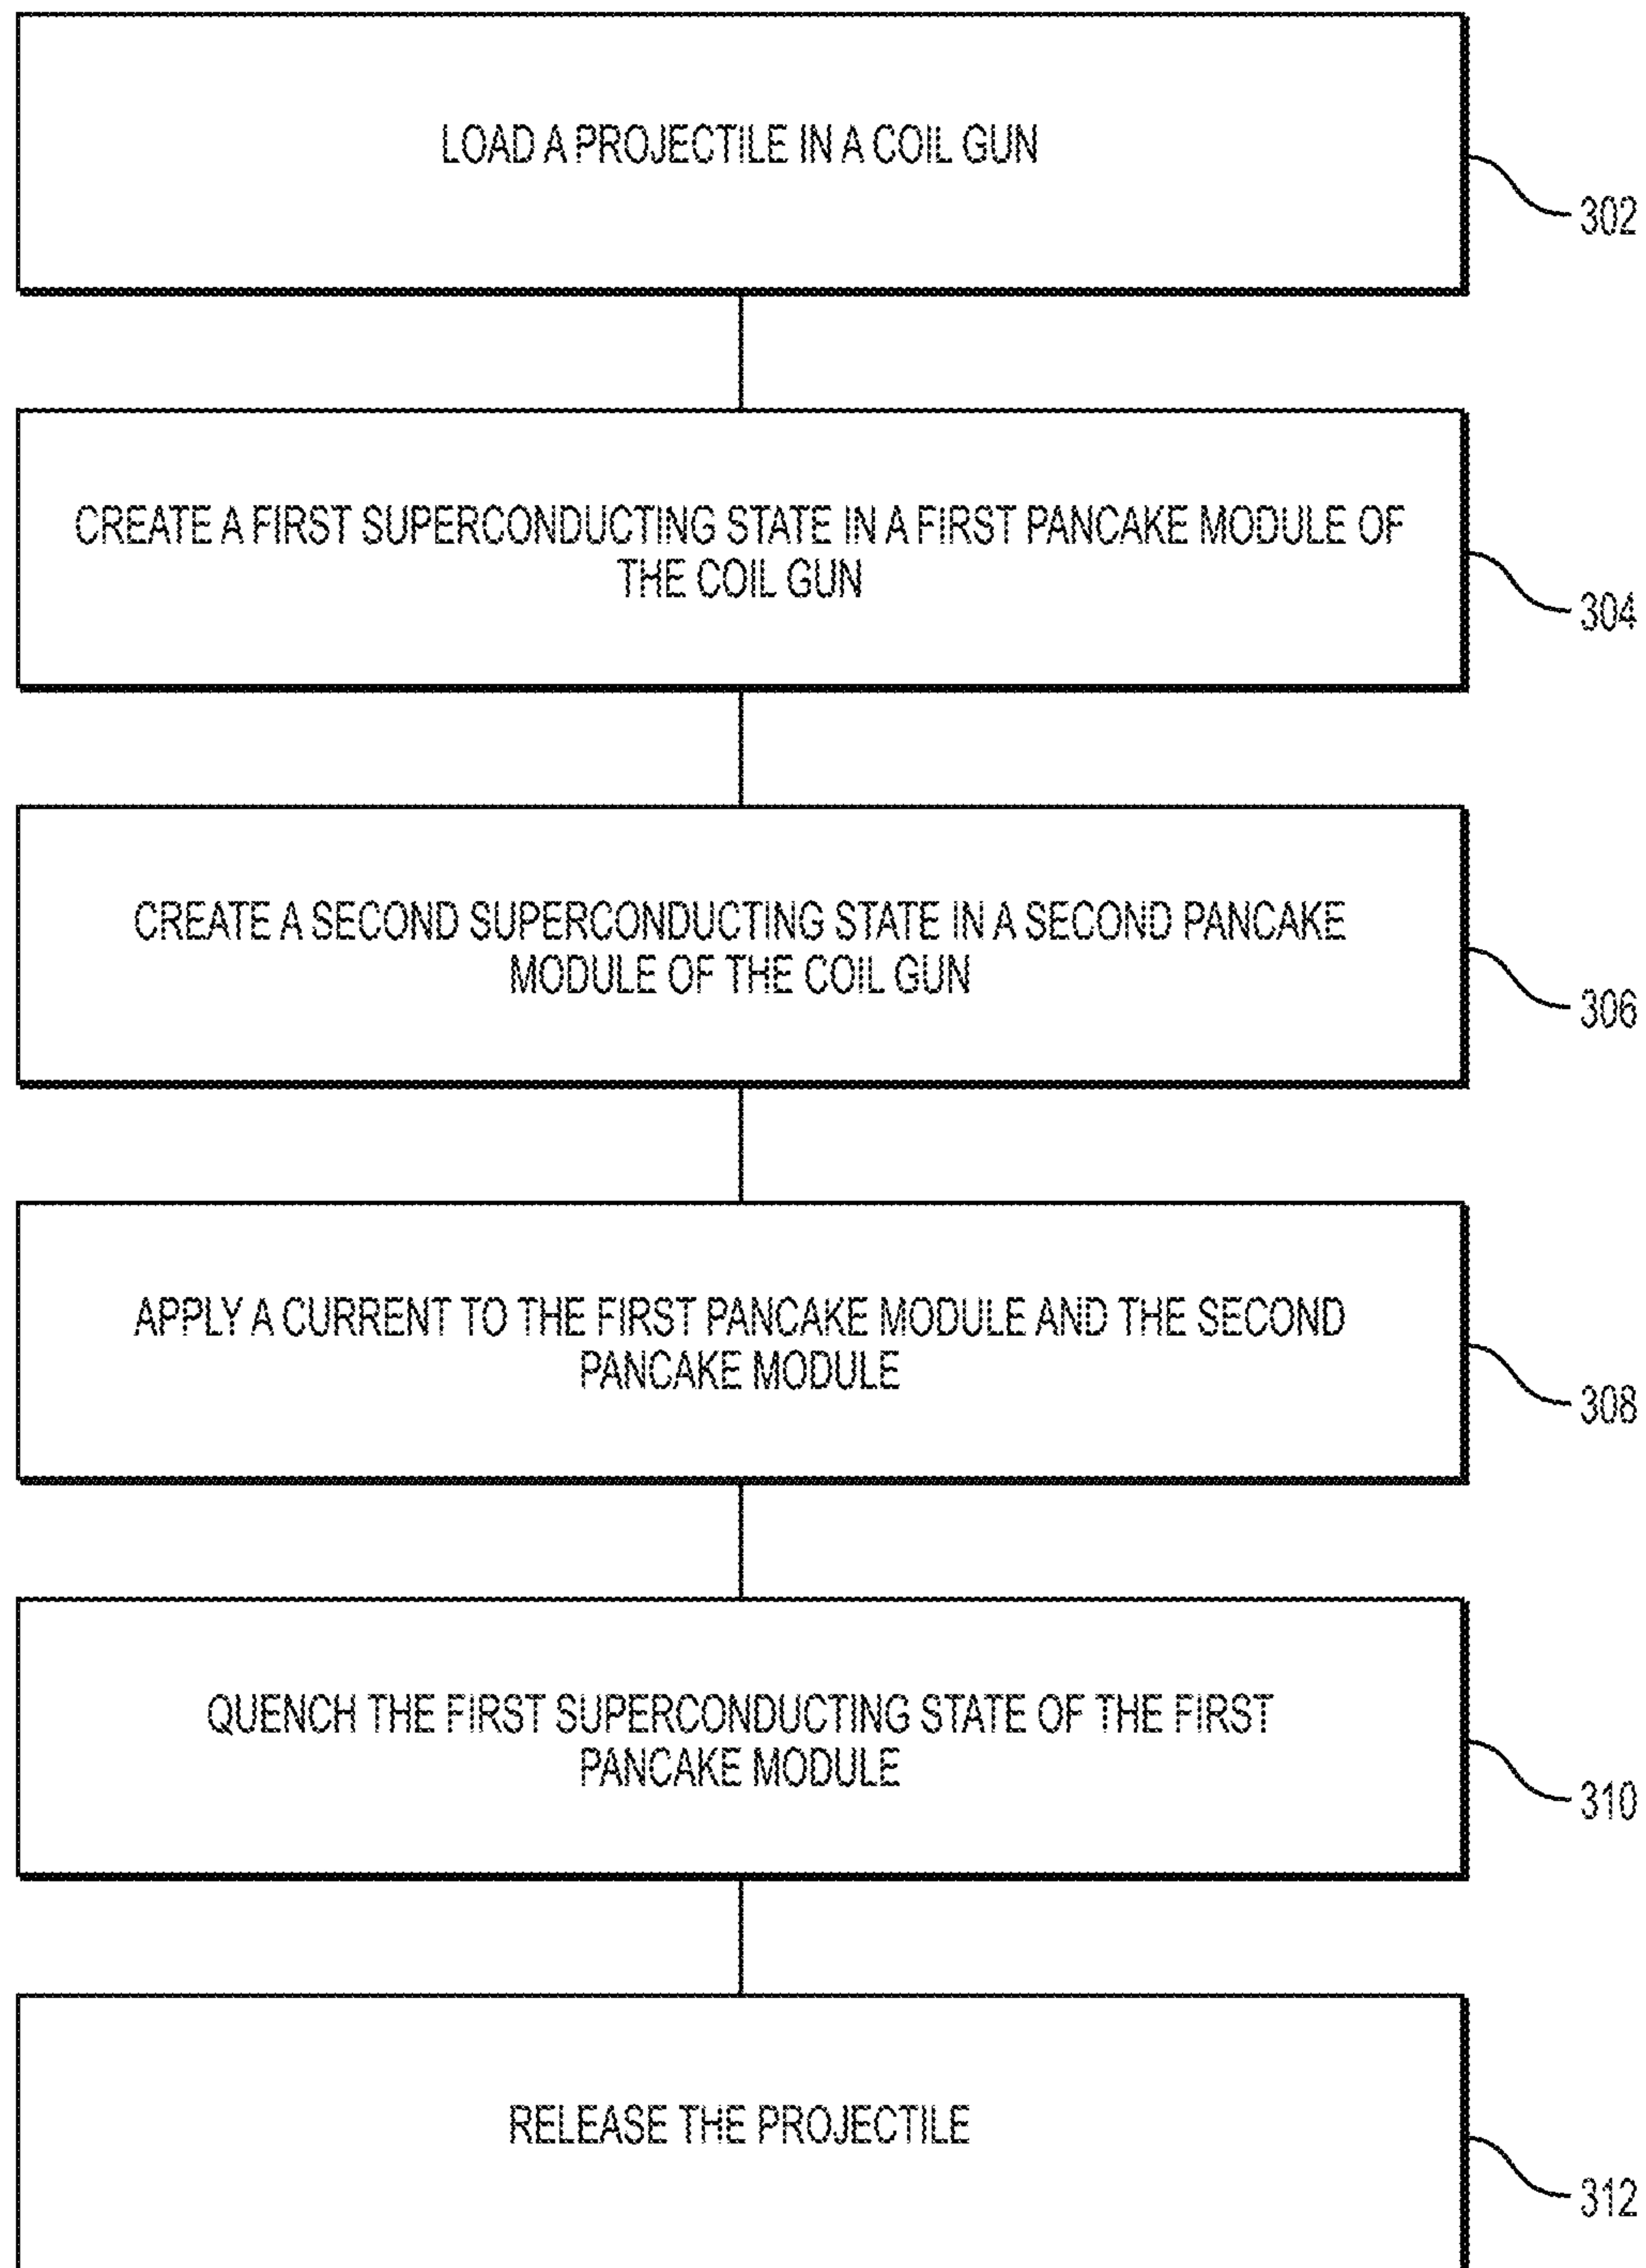 LOAD A PROJECTILE IN A COIL GUN
302
CREATE A FIRST SUPERCONDUCTING STATE IN A FIRST PANCAKE MODULE OF
THE COIL GUN
304
CREATE A SECOND SUPERCONDUCTING STATE IN A SECOND PANCAKE
MODULE OF THE COIL GUN
306
APPLY A CURRENT TO THE FIRST PANCAKE MODULE AND THE SECOND
PANCAKE MODULE
308
QUENCH THE FIRST SUPERCONDUCTING STATE OF THE FIRST
PANCAKE MODULE
310
RELEASE THE PROJECTILE
312